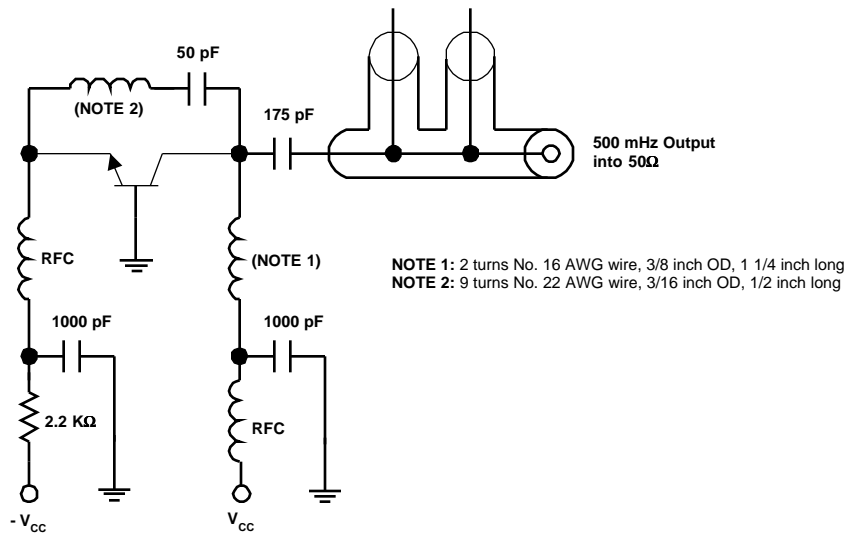 50 pF
(NOTE 2)
175 pF
500 mHz Output
into 50Ω
RFC
(NOTE 1)
NOTE 1: 2 turns No. 16 AWG wire, 3/8 inch OD, 1 1/4 inch long
NOTE 2: 9 turns No. 22 AWG wire, 3/16 inch OD, 1/2 inch long
1000 pF
1000 pF
2.2 KΩ
RFC
- VCC
VCC